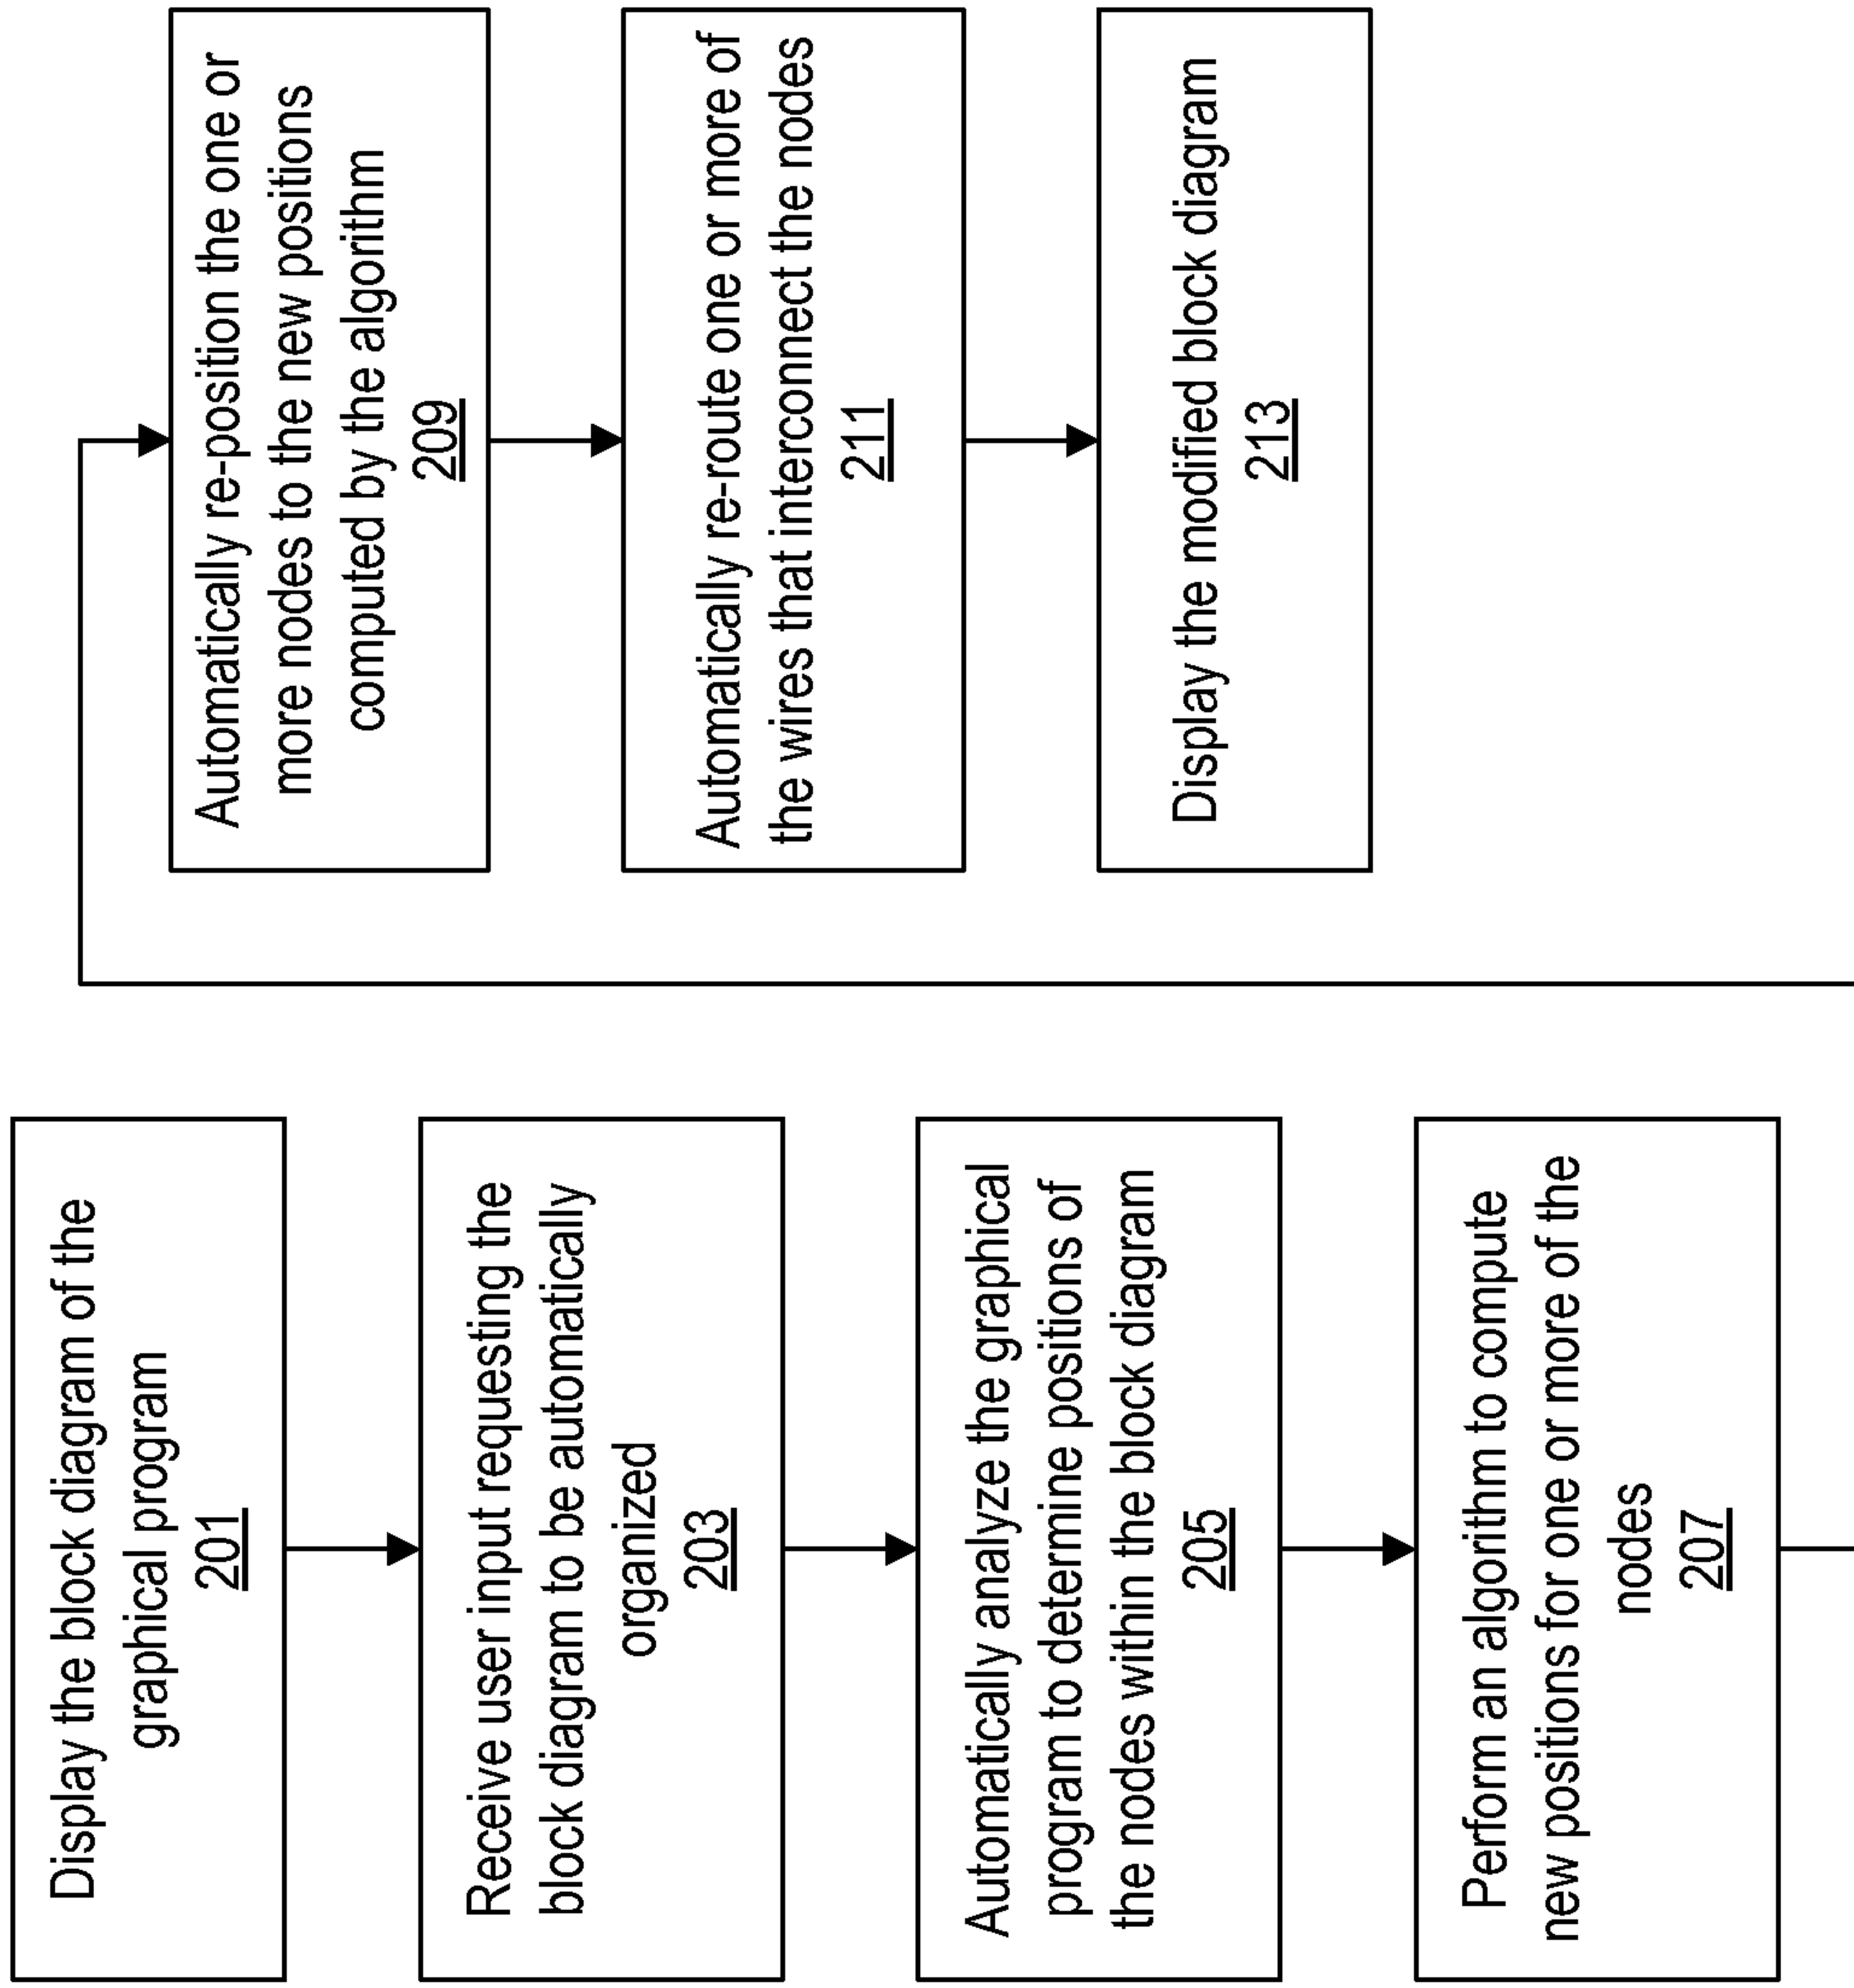 Display the block diagram of the
graphical program
201
Receive user input requesting the
block diagram to be automatically
organized
203
Automatically analyze the graphical
program to determine positions of
the nodes within the block diagram
205
Perform an algorithm to compute
new positions for one or more of the
nodes
207
Automatically re-position the one or
more nodes to the new positions
computed by the algorithm
209
Automatically re-route one or more of
the wires that interconnect the nodes
211
Display the modified block diagram
213